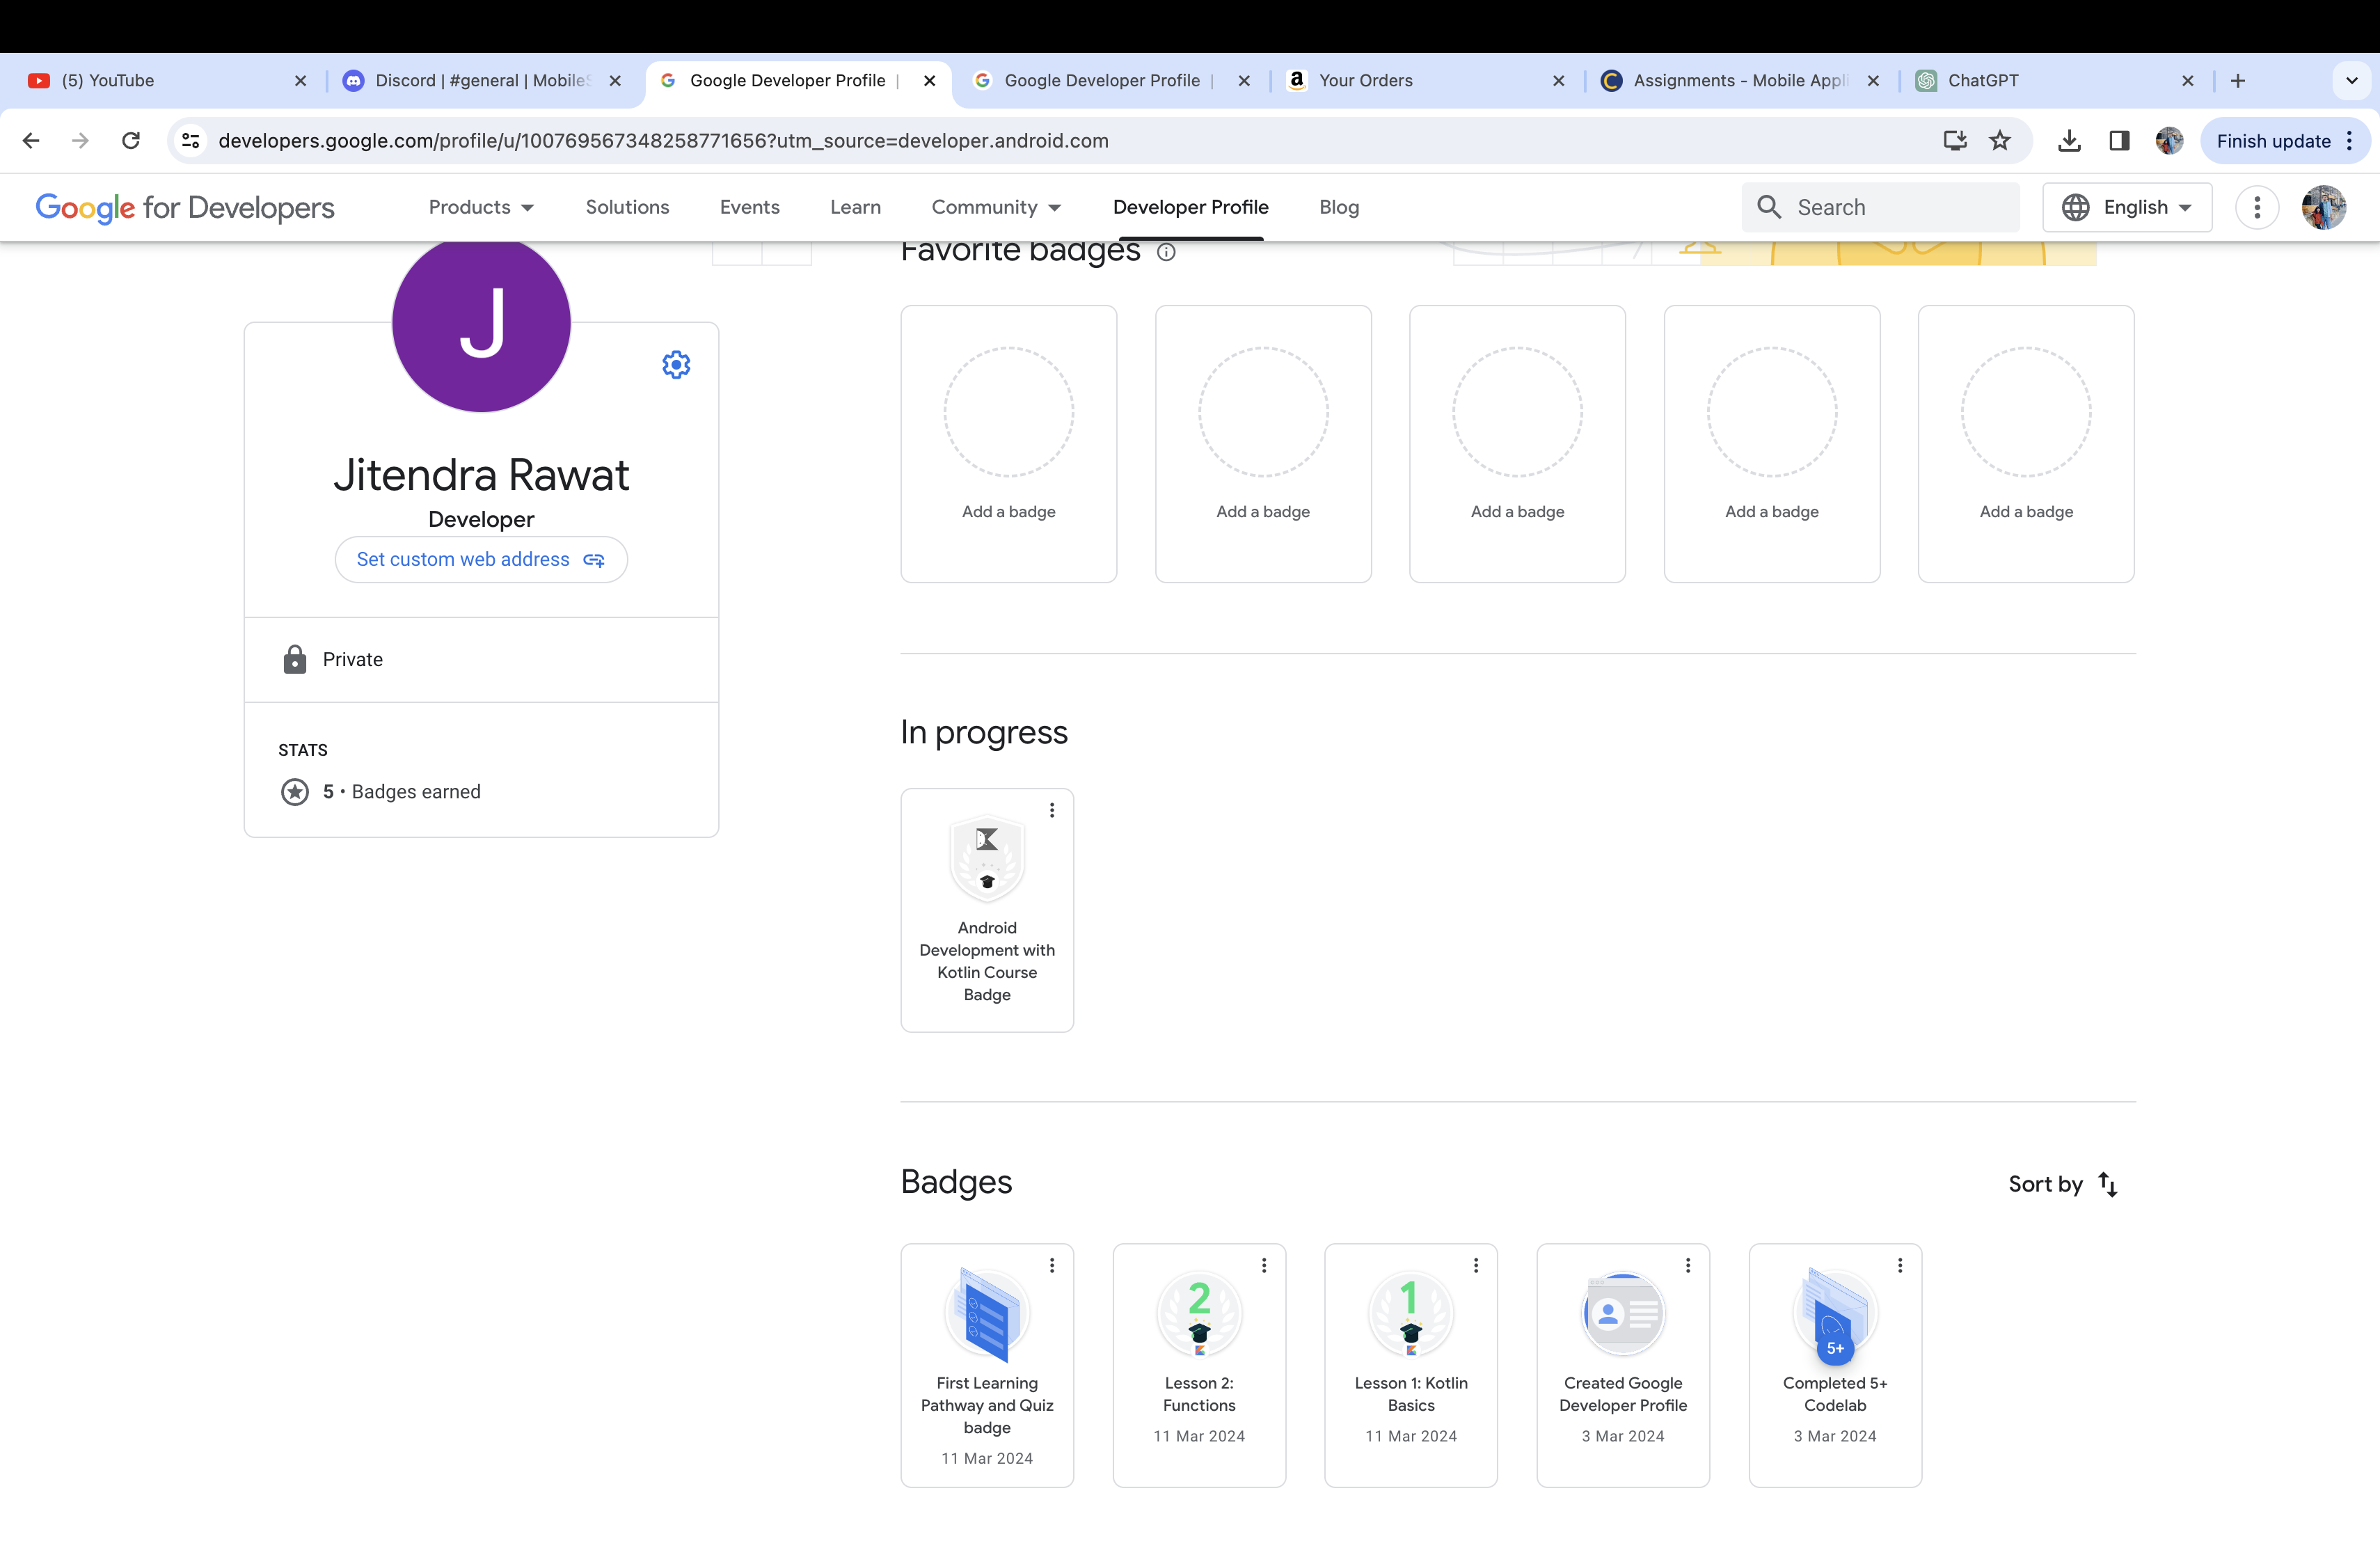 (5) YouTube
Discord | #general | MobileS
Google Developer Profile |
Google Developer Profile |
Your Orders
Assignments - Mobile Appli
ChatGPT
developers.google.com/profile/u/100769567348258771656?utm_source=developer.android.com
Finish update
Google for Developers
Products
Solutions
Events
Learn
Community
Developer Profile
Blog
Search
English
J
Jitendra Rawat
Developer
Set custom web address
Private
STATS
5 • Badges earned
Favorite badges
Add a badge
Add a badge
Add a badge
Add a badge
Add a badge
In progress
Android
Development with
Kotlin Course
Badge
Badges
Sort by
First Learning
Pathway and Quiz
badge
11 Mar 2024
2
Lesson 2:
Functions
11 Mar 2024
1
Lesson 1: Kotlin
Basics
11 Mar 2024
Created Google
Developer Profile
3 Mar 2024
5+
Completed 5+
Codelab
3 Mar 2024